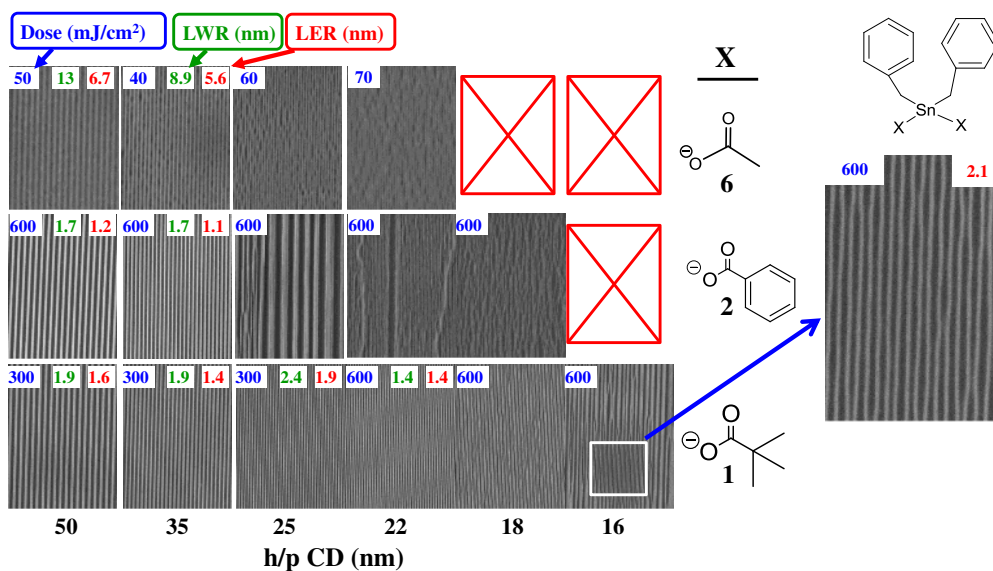 Dose (mJ/cm²) LWR (nm) LER (nm)
50 13 6.7 40 8.9 5.6 60 70
X
O
⊖
O
6
600 1.7 1.2 600 1.7 1.1 600 600 600
O
⊖
O
2
300 1.9 1.6 300 1.9 1.4 300 2.4 1.9 600 1.4 1.4 600 600
O
⊖
O
1
50 35 25 22 18 16
h/p CD (nm)
Sn
X X
600 2.1